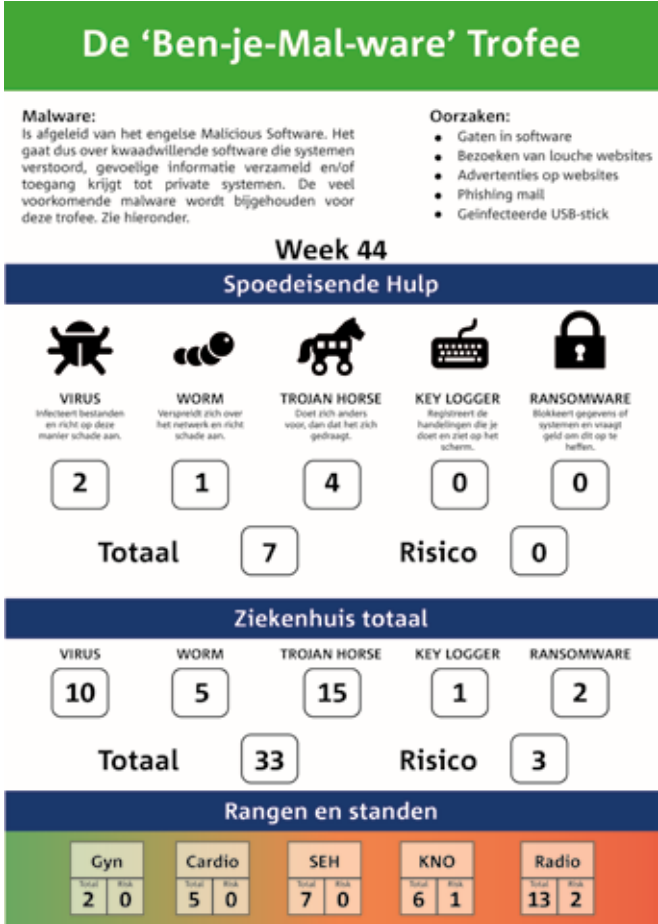 De ‘Ben-je-Mal-ware’ Trofee
Malware:
Is afgeleid van het engelse Malicious Software. Het
gaat dus over kwaadwillende software die systemen
verstoord, gevoelige informatie verzameld en/of
toegang krijgt tot private systemen. De veel
voorkomende malware wordt bijgehouden voor
deze trofee. Zie hieronder.
Oorzaken:
• Gaten in software
• Bezoeken van louche websites
• Advertenties op websites
• Phishing mail
• Geïnfecteerde USB-stick
Week 44
Spoedeisende Hulp
VIRUS
Infecteert bestanden
en richt op deze
manier schade aan.
2
WORM
Verspreidt zich over
het netwerk en richt
schade aan.
1
TROJAN HORSE
Doet zich anders
voor, dan dat het zich
gedraagt.
4
KEY LOGGER
Registreert de
handelingen die je
doet en ziet op het
scherm.
0
RANSOMWARE
Blokkeert gegevens of
systemen en vraagt
geld om dit op te
heffen.
0
Totaal 7 Risico 0
Ziekenhuis totaal
VIRUS WORM TROJAN HORSE KEY LOGGER RANSOMWARE
10 5 15 1 2
Totaal 33 Risico 3
Rangen en standen
Gyn Cardio SEH KNO Radio
Total Risk Total Risk Total Risk Total Risk Total Risk
2 0 5 0 7 0 6 1 13 2